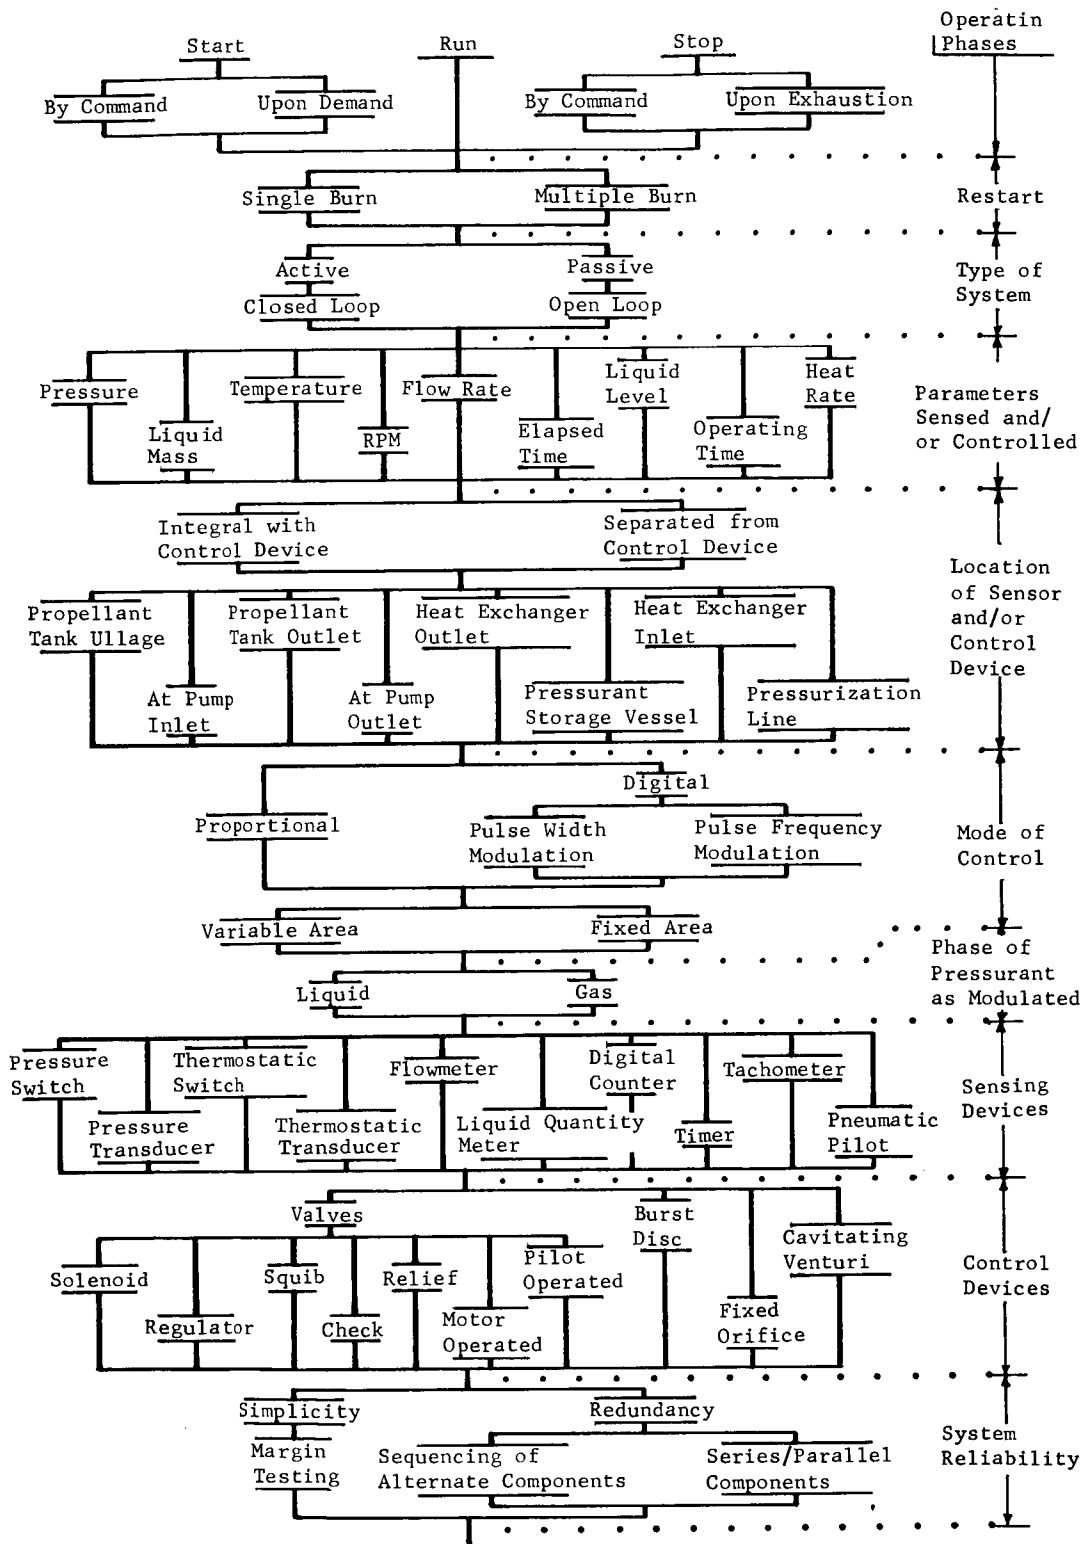 Start
Run
Stop
Operatin
Phases
By Command
Upon Demand
By Command
Upon Exhaustion
Single Burn
Multiple Burn
Restart
Active
Passive
Closed Loop
Open Loop
Type of
System
Pressure
Liquid
Mass
Temperature
RPM
Flow Rate
Elapsed
Time
Liquid
Level
Operating
Time
Heat
Rate
Parameters
Sensed and/
or Controlled
Integral with
Control Device
Separated from
Control Device
Propellant
Tank Ullage
At Pump
Inlet
Propellant
Tank Outlet
At Pump
Outlet
Heat Exchanger
Outlet
Pressurant
Storage Vessel
Heat Exchanger
Inlet
Pressurization
Line
Location
of Sensor
and/or
Control
Device
Proportional
Digital
Pulse Width
Modulation
Pulse Frequency
Modulation
Variable Area
Fixed Area
Mode of
Control
Liquid
Gas
Phase of
Pressurant
as Modulated
Pressure
Switch
Pressure
Transducer
Thermostatic
Switch
Thermostatic
Transducer
Flowmeter
Liquid Quantity
Meter
Digital
Counter
Timer
Tachometer
Pneumatic
Pilot
Sensing
Devices
Valves
Burst
Disc
Cavitating
Venturi
Solenoid
Regulator
Squib
Check
Relief
Motor
Operated
Pilot
Operated
Fixed
Orifice
Control
Devices
Simplicity
Redundancy
Margin
Testing
Sequencing of
Alternate Components
Series/Parallel
Components
System
Reliability